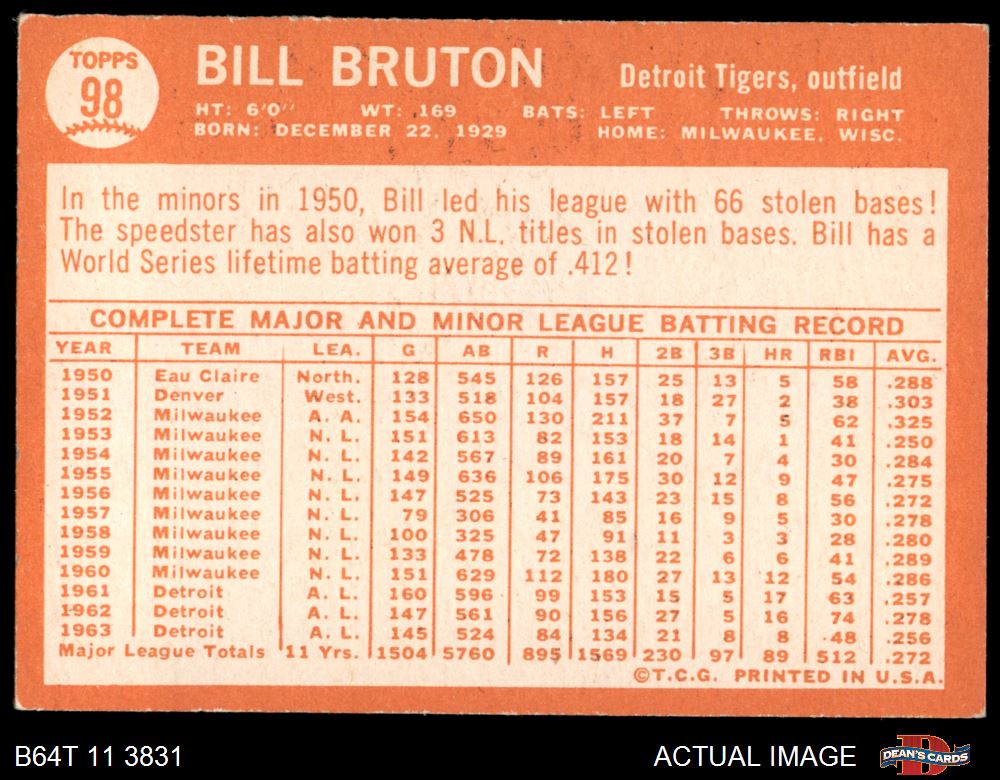 TOPPS
98
BILL BRUTON Detroit Tigers, outfield
HT: 6'0" WT: 169 BATS: LEFT THROWS: RIGHT
BORN: DECEMBER 22, 1929 HOME: MILWAUKEE, WISC.
In the minors in 1950, Bill led his league with 66 stolen bases!
The speedster has also won 3 N.L. titles in stolen bases. Bill has a
World Series lifetime batting average of .412!
COMPLETE MAJOR AND MINOR LEAGUE BATTING RECORD
YEAR TEAM LEA. G AB R H 2B 3B HR RBI AVG.
1950 Eau Claire North. 128 545 126 157 25 13 5 58 .288
1951 Denver West. 133 518 104 157 18 27 2 38 .303
1952 Milwaukee A. A. 154 650 130 211 37 7 5 62 .325
1953 Milwaukee N. L. 151 613 82 153 18 14 1 41 .250
1954 Milwaukee N. L. 142 567 89 161 20 7 4 30 .284
1955 Milwaukee N. L. 149 636 106 175 30 12 9 47 .275
1956 Milwaukee N. L. 147 525 73 143 23 15 8 56 .272
1957 Milwaukee N. L. 79 306 41 85 16 9 5 30 .278
1958 Milwaukee N. L. 100 325 47 91 11 3 3 28 .280
1959 Milwaukee N. L. 133 478 72 138 22 6 6 41 .289
1960 Milwaukee N. L. 151 629 112 180 27 13 12 54 .286
1961 Detroit A. L. 160 596 99 153 15 5 17 63 .257
1962 Detroit A. L. 147 561 90 156 27 5 16 74 .278
1963 Detroit A. L. 145 524 84 134 21 8 8 48 .256
Major League Totals 11 Yrs. 1504 5760 895 1569 230 97 89 512 .272
©T.C.G. PRINTED IN U.S.A.
B64T 11 3831 ACTUAL IMAGE DEAN'S CARDS